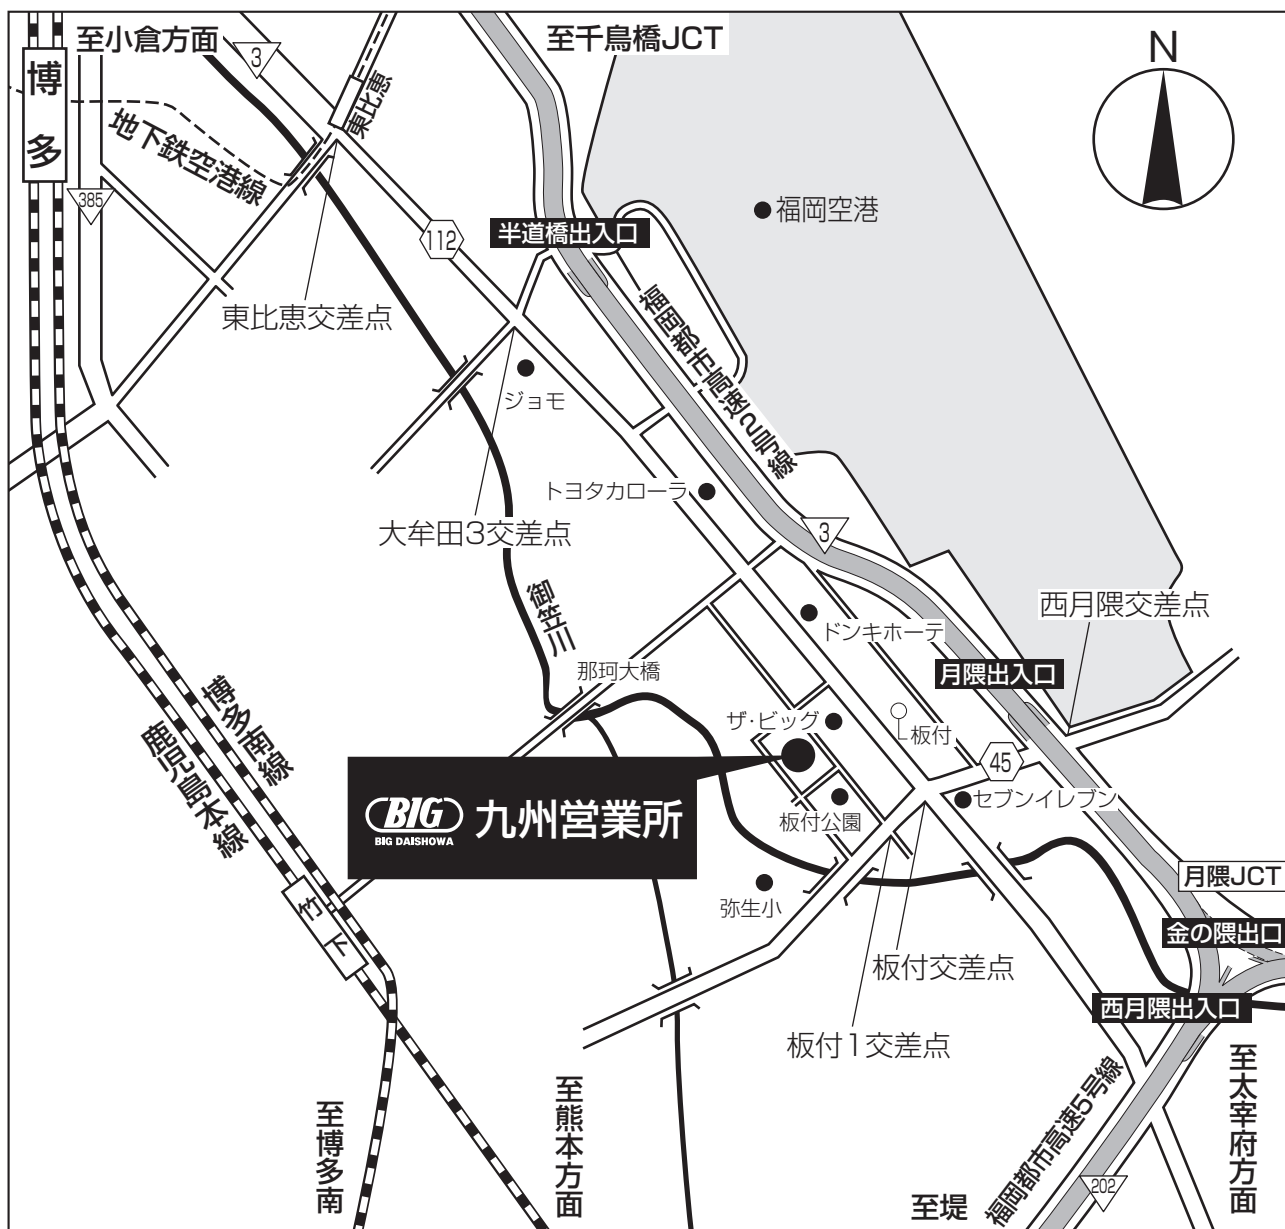 至小倉方面
3
至千鳥橋JCT
N
博多
東比恵
地下鉄空港線
385
福岡空港
112
半道橋出入口
東比恵交差点
福岡都市高速2号線
ジョモ
トヨタカローラ
大牟田3交差点
3
御笠川
西月隈交差点
ドンキホーテ
那珂大橋
月隈出入口
博多南線
鹿児島本線
ザ・ビッグ
板付
45
BIG
BIG DAISHOWA
九州営業所
セブンイレブン
板付公園
月隈JCT
竹下
弥生小
金の隈出口
板付交差点
西月隈出入口
板付1交差点
至博多南
至熊本方面
福岡都市高速5号線
至太宰府方面
202
至堤